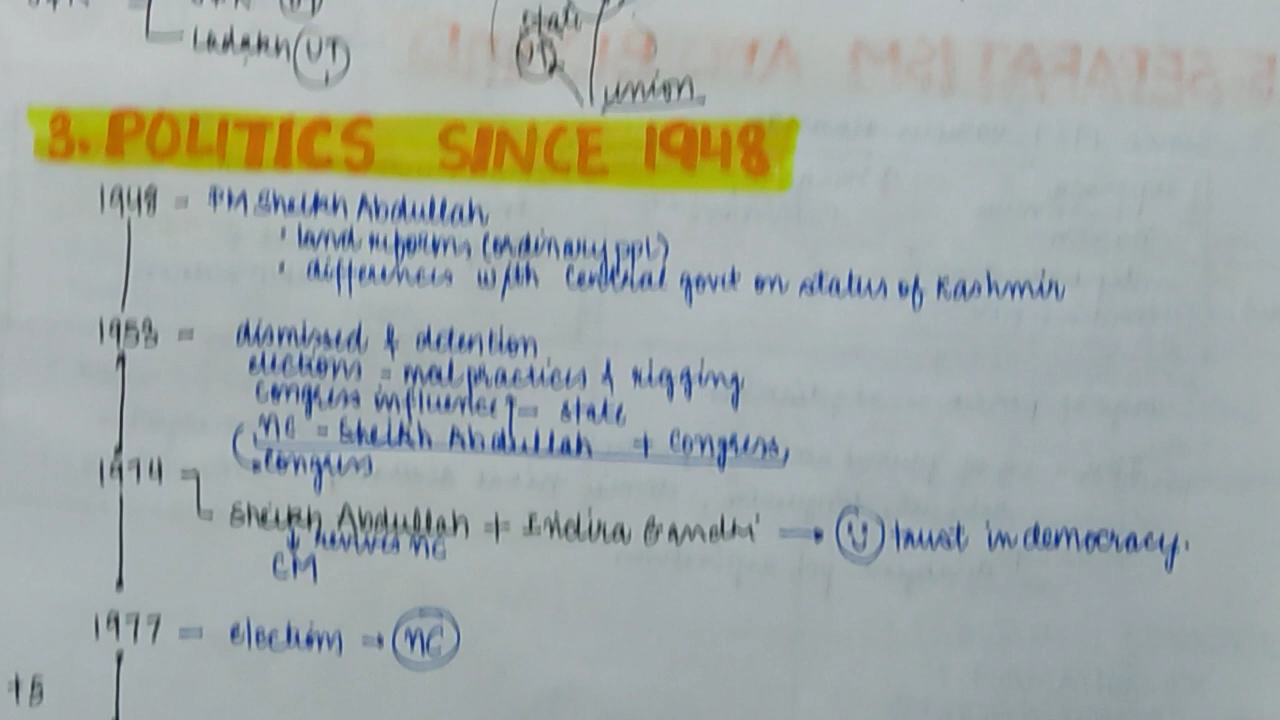 Ladakh (UT)
state
union
3. POLITICS SINCE 1948
1948 = PM Sheikh Abdullah
• land reforms (ordinary ppl)
• differences with central govt on status of Kashmir
1953 = dismissed & detention
elections = malpractices & rigging
congress influence = state
NC = Sheikh Abdullah + congress,
congress
1974
Sheikh Abdullah + Indira Gandhi → trust in democracy.
revives NC
CM
1977 = election → NC